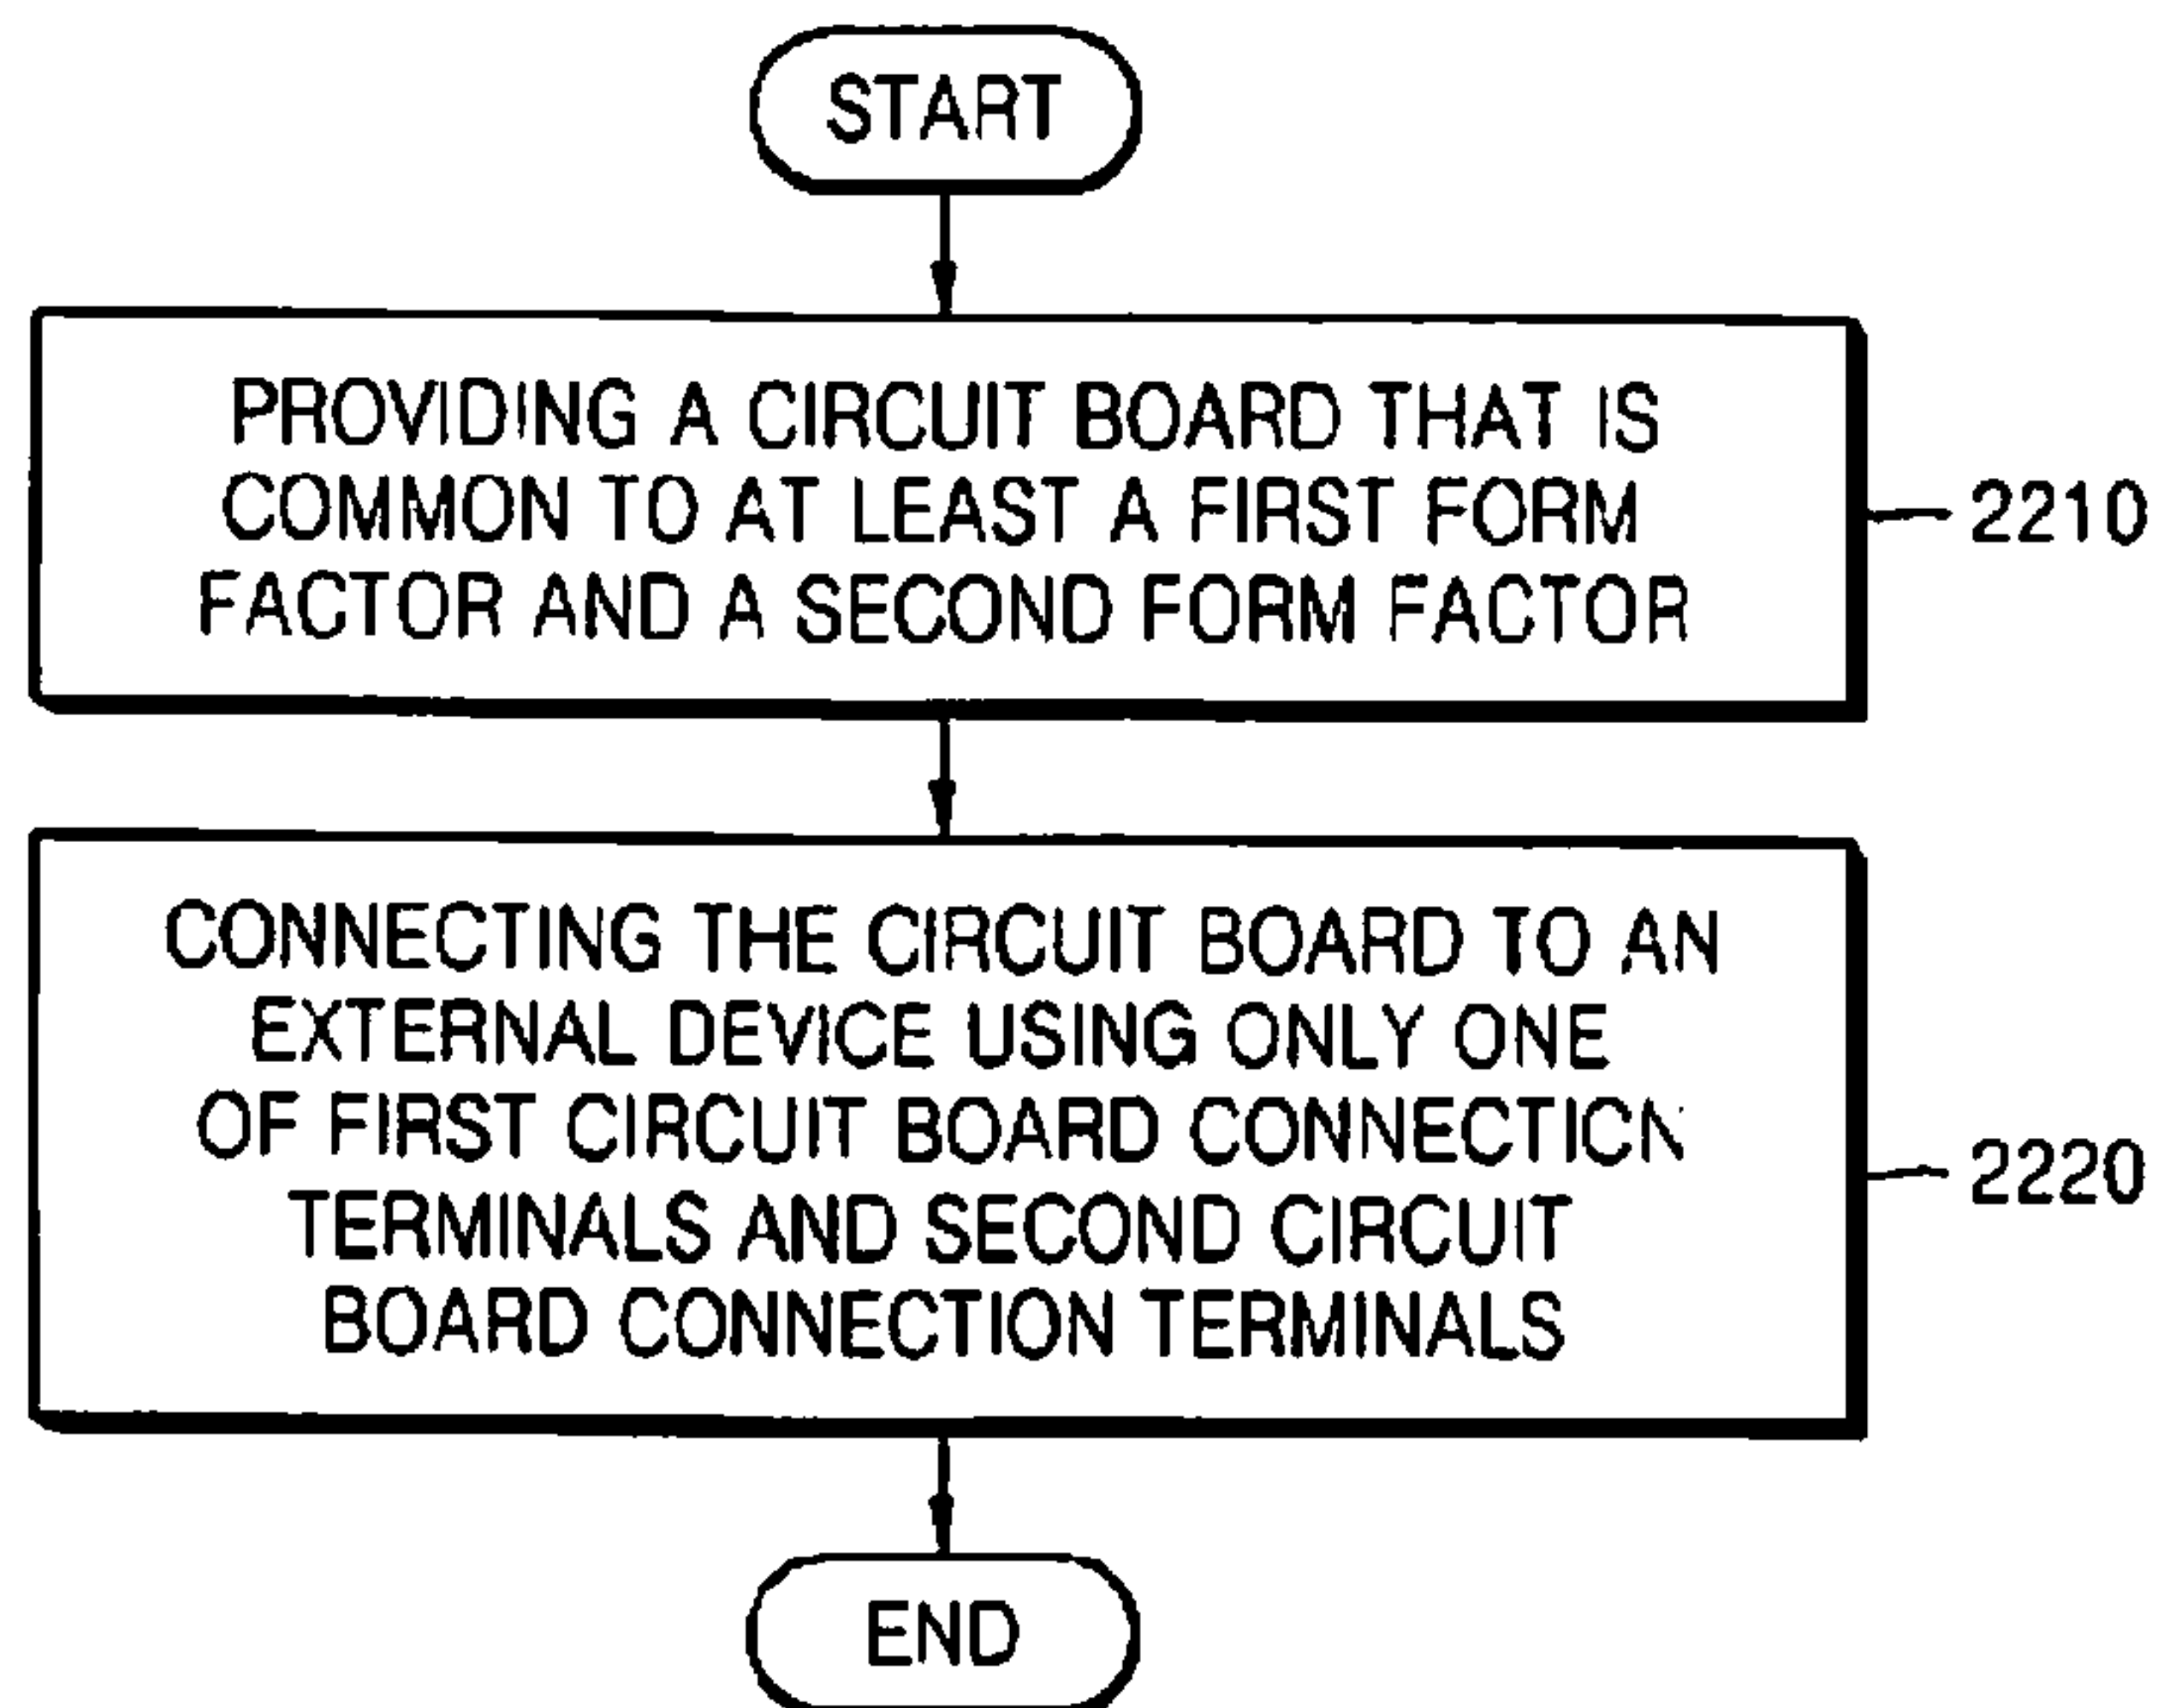 START
PROVIDING A CIRCUIT BOARD THAT IS
COMMON TO AT LEAST A FIRST FORM
FACTOR AND A SECOND FORM FACTOR
2210
CONNECTING THE CIRCUIT BOARD TO AN
EXTERNAL DEVICE USING ONLY ONE
OF FIRST CIRCUIT BOARD CONNECTION
TERMINALS AND SECOND CIRCUIT
BOARD CONNECTION TERMINALS
2220
END